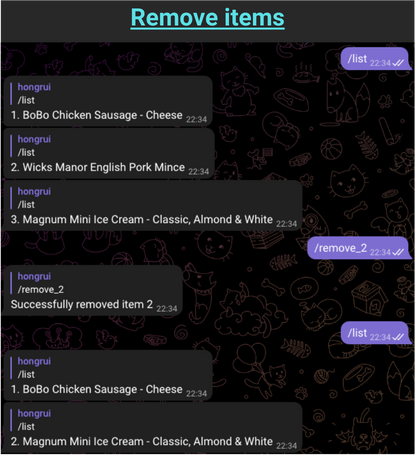 Remove items
/list 22:34
hongrui
/list
1. BoBo Chicken Sausage - Cheese 22:34
hongrui
/list
2. Wicks Manor English Pork Mince 22:34
hongrui
/list
3. Magnum Mini Ice Cream - Classic, Almond & White 22:34
/remove_2 22:34
hongrui
/remove_2
Successfully removed item 2 22:34
/list 22:34
hongrui
/list
1. BoBo Chicken Sausage - Cheese 22:34
hongrui
/list
2. Magnum Mini Ice Cream - Classic, Almond & White 22:34